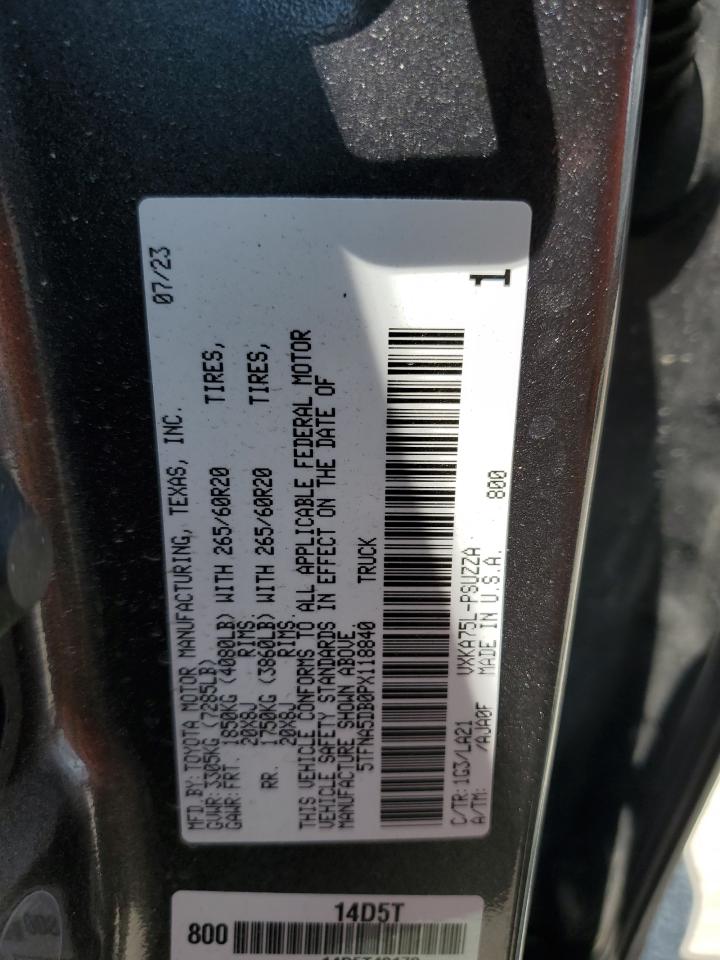 07/23
MFD.BY:TOYOTA MOTOR MANUFACTURING, TEXAS, INC.
GVWR:3305KG (7285LB)
GAWR:FRT. 1850KG (4080LB) WITH 265/60R20 TIRES,
20X8J RIMS.
RR. 1750KG (3860LB) WITH 265/60R20 TIRES,
20X8J RIMS.
THIS VEHICLE CONFORMS TO ALL APPLICABLE FEDERAL MOTOR
VEHICLE SAFETY STANDARDS IN EFFECT ON THE DATE OF
MANUFACTURE SHOWN ABOVE
5TFNA5DB0PX118840 TRUCK
C/TR:1G3/LA21 VXKA75L-PSUZZA 800
A/TM: /AJA0F MADE IN U.S.A.
1
14D5T
800